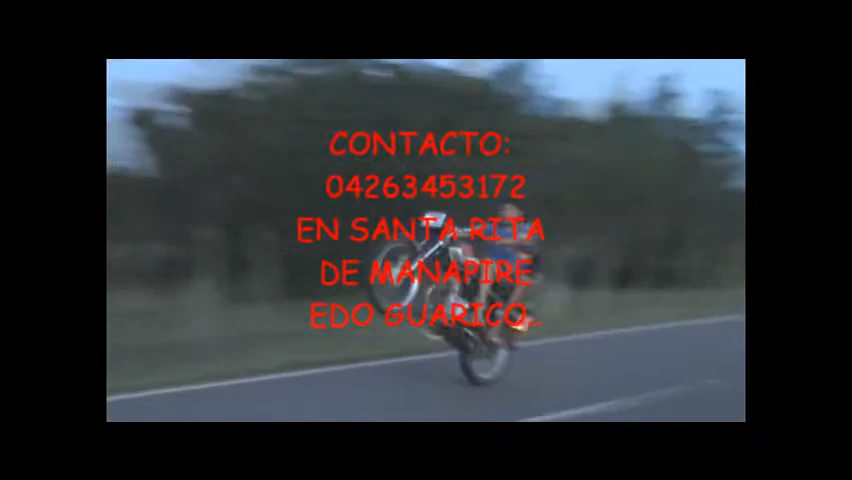 CONTACTO:
04263453172
EN SANTA RITA
DE MANAPIRE
EDO GUARICO..